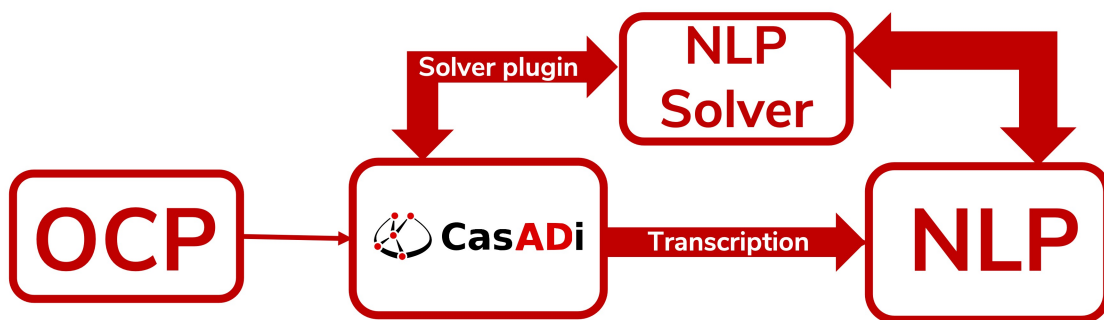 Solver plugin
NLP
Solver
OCP
CasADi
Transcription
NLP